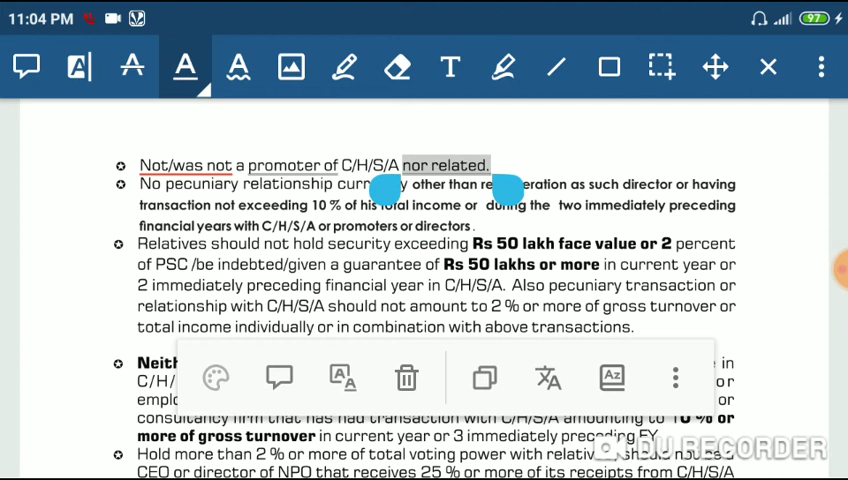 11:04 PM
97
Not/was not a promoter of C/H/S/A nor related.
No pecuniary relationship other than as such director or having
transaction not exceeding 10 % of his total income or during the two immediately preceding
financial years with C/H/S/A or promoters or directors .
Relatives should not hold security exceeding Rs 50 lakh face value or 2 percent
of PSC /be indebted/given a guarantee of Rs 50 lakhs or more in current year or
2 immediately preceding financial year in C/H/S/A. Also pecuniary transaction or
relationship with C/H/S/A should not amount to 2 % or more of gross turnover or
total income individually or in combination with above transactions.
in
C/H/ or
or
consultancy firm that has had transaction with C/H/S/A amounting to 10 % or
more of gross turnover in current year or 3 immediately preceding FY
Hold more than 2 % or more of total voting power with relative/
CEO or director of NPO that receives 25 % or more of its receipts from C/H/S/A
DU RECORDER